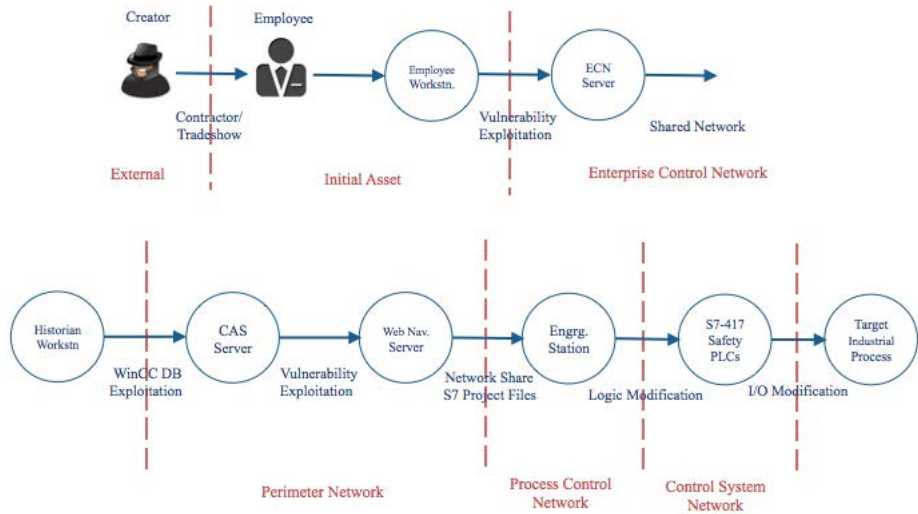 Creator
Employee
Employee
Workstn.
ECN
Server
Contractor/
Tradeshow
Vulnerability
Exploitation
Shared Network
External
Initial Asset
Enterprise Control Network
Historian
Workstn
CAS
Server
Web Nav.
Server
Engrg.
Station
S7-417
Safety
PLCs
Target
Industrial
Process
WinCC DB
Exploitation
Vulnerability
Exploitation
Network Share
S7 Project Files
Logic Modification
I/O Modification
Perimeter Network
Process Control
Network
Control System
Network